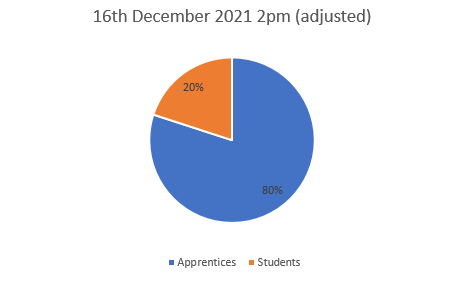 16th December 2021 2pm (adjusted)
20%
80%
Apprentices Students